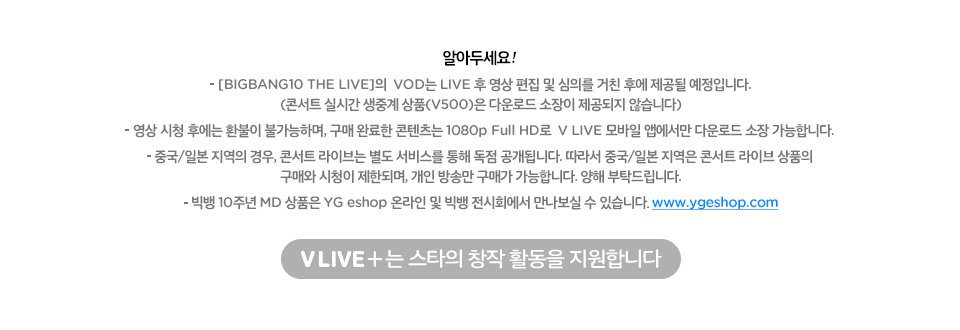 알아두세요!
- [BIGBANG10 THE LIVE]의 VOD는 LIVE 후 영상 편집 및 심의를 거친 후에 제공될 예정입니다.
(콘서트 실시간 생중계 상품(V500)은 다운로드 소장이 제공되지 않습니다)
- 영상 시청 후에는 환불이 불가능하며, 구매 완료한 콘텐츠는 1080p Full HD로 V LIVE 모바일 앱에서만 다운로드 소장 가능합니다.
- 중국/일본 지역의 경우, 콘서트 라이브는 별도 서비스를 통해 독점 공개됩니다. 따라서 중국/일본 지역은 콘서트 라이브 상품의
구매와 시청이 제한되며, 개인 방송만 구매가 가능합니다. 양해 부탁드립니다.
- 빅뱅 10주년 MD 상품은 YG eshop 온라인 및 빅뱅 전시회에서 만나보실 수 있습니다. www.ygeshop.com
V LIVE+는 스타의 창작 활동을 지원합니다